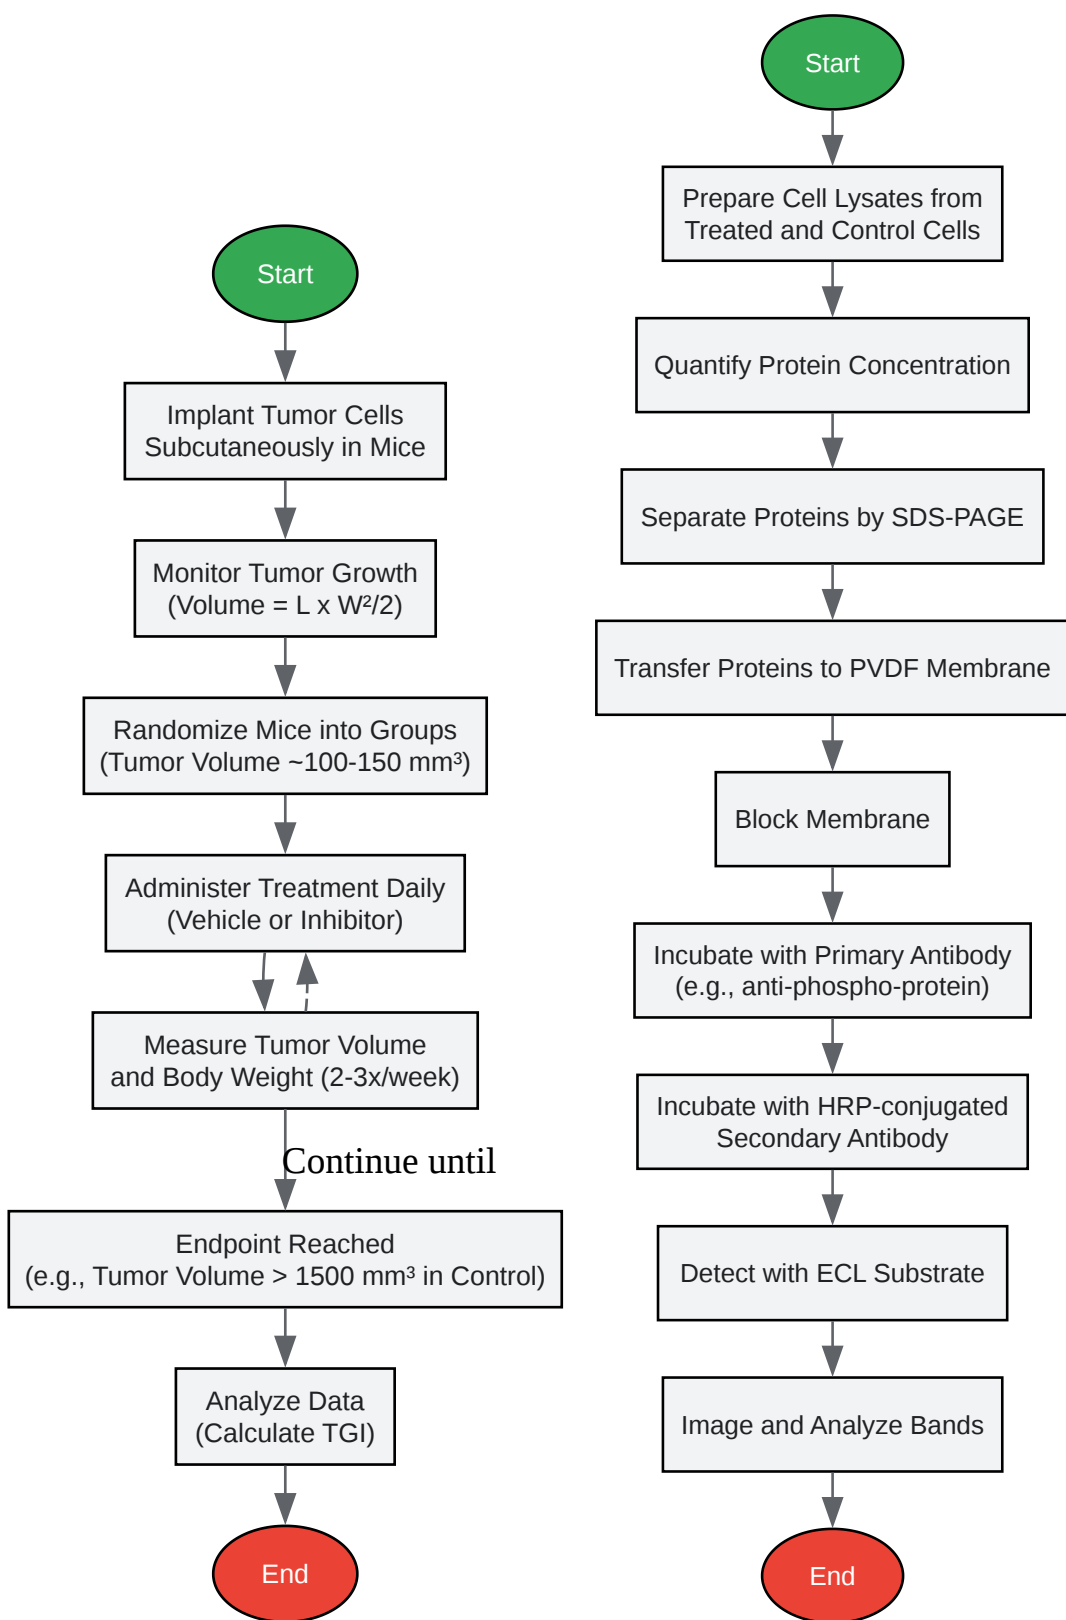 Start
Implant Tumor Cells
Subcutaneously in Mice
Monitor Tumor Growth
(Volume = L x W²/2)
Randomize Mice into Groups
(Tumor Volume ~100-150 mm³)
Administer Treatment Daily
(Vehicle or Inhibitor)
Measure Tumor Volume
and Body Weight (2-3x/week)
Continue until
Endpoint Reached
(e.g., Tumor Volume > 1500 mm³ in Control)
Analyze Data
(Calculate TGI)
End
Start
Prepare Cell Lysates from
Treated and Control Cells
Quantify Protein Concentration
Separate Proteins by SDS-PAGE
Transfer Proteins to PVDF Membrane
Block Membrane
Incubate with Primary Antibody
(e.g., anti-phospho-protein)
Incubate with HRP-conjugated
Secondary Antibody
Detect with ECL Substrate
Image and Analyze Bands
End